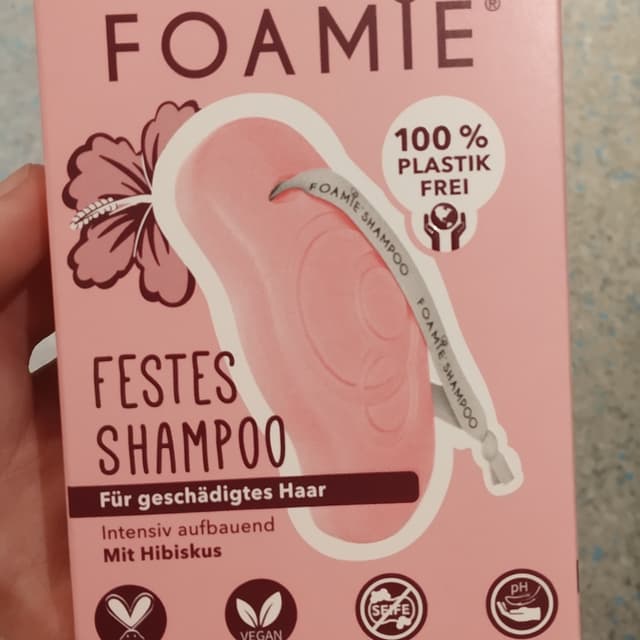 FOAMIE®
100 %
PLASTIK
FREI
FOAMIE SHAMPOO
FOAMIE SHAMPOO
FESTES
SHAMPOO
Für geschädigtes Haar
Intensiv aufbauend
Mit Hibiskus
VEGAN
SEIFE
pH